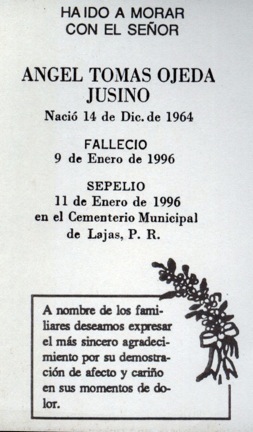 HA IDO A MORAR
CON EL SEÑOR
ANGEL TOMAS OJEDA
JUSINO
Nació 14 de Dic. de 1964
FALLECIO
9 de Enero de 1996
SEPELIO
11 de Enero de 1996
en el Cementerio Municipal
de Lajas, P. R.
A nombre de los fami-
liares deseamos expresar
el más sincero agradeci-
miento por su demostra-
ción de afecto y cariño
en sus momentos de do-
lor.